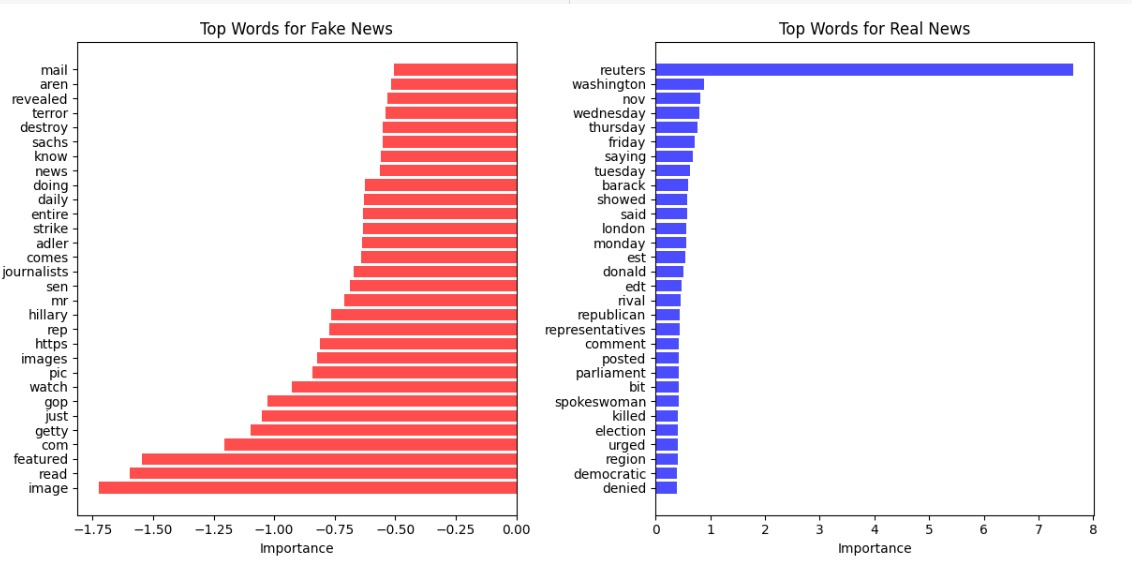 Top Words for Fake News
mail
aren
revealed
terror
destroy
sachs
know
news
doing
daily
entire
strike
adler
comes
journalists
sen
mr
hillary
rep
https
images
pic
watch
gop
just
getty
com
featured
read
image
−1.75 −1.50 −1.25 −1.00 −0.75 −0.50 −0.25 0.00
Importance
Top Words for Real News
reuters
washington
nov
wednesday
thursday
friday
saying
tuesday
barack
showed
said
london
monday
est
donald
edt
rival
republican
representatives
comment
posted
parliament
bit
spokeswoman
killed
election
urged
region
democratic
denied
0 1 2 3 4 5 6 7 8
Importance